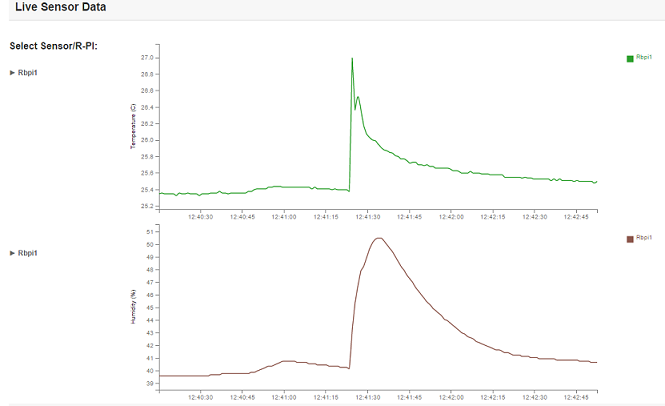 Live Sensor Data
Select Sensor/R-PI:
Rbpi1
Temperature (C)
27.0
26.8
26.6
26.4
26.2
26.0
25.8
25.6
25.4
25.2
12:40:30 12:40:45 12:41:00 12:41:15 12:41:30 12:41:45 12:42:00 12:42:15 12:42:30 12:42:45
Rbpi1
Rbpi1
Humidity (%)
51
50
49
48
47
46
45
44
43
42
41
40
39
12:40:30 12:40:45 12:41:00 12:41:15 12:41:30 12:41:45 12:42:00 12:42:15 12:42:30 12:42:45
Rbpi1